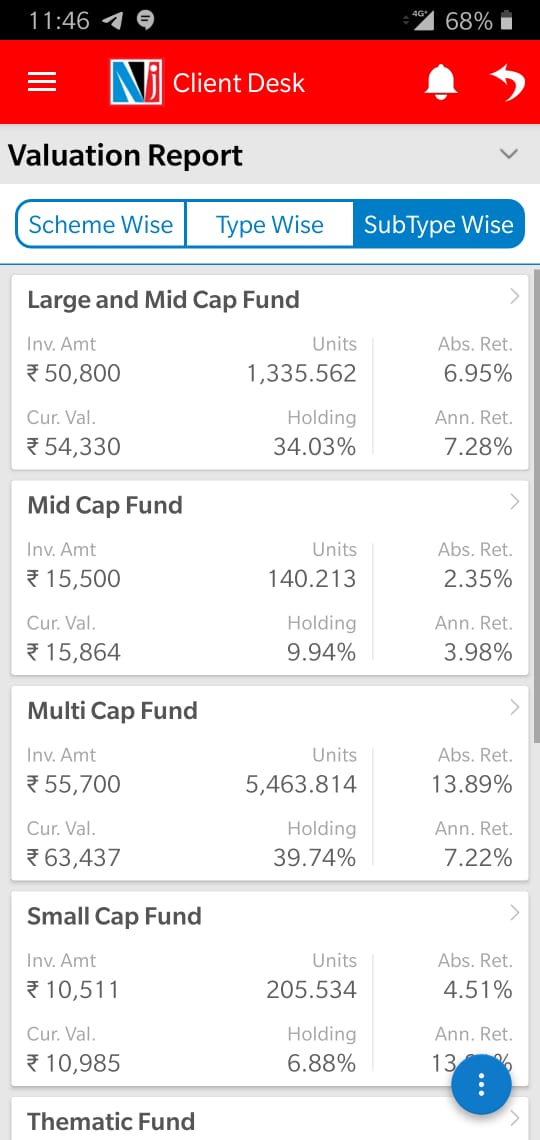 11:46 4G+ 68%
Nj Client Desk
Valuation Report
Scheme Wise Type Wise SubType Wise
Large and Mid Cap Fund
Inv. Amt Units Abs. Ret.
₹ 50,800 1,335.562 6.95%
Cur. Val. Holding Ann. Ret.
₹ 54,330 34.03% 7.28%
Mid Cap Fund
Inv. Amt Units Abs. Ret.
₹ 15,500 140.213 2.35%
Cur. Val. Holding Ann. Ret.
₹ 15,864 9.94% 3.98%
Multi Cap Fund
Inv. Amt Units Abs. Ret.
₹ 55,700 5,463.814 13.89%
Cur. Val. Holding Ann. Ret.
₹ 63,437 39.74% 7.22%
Small Cap Fund
Inv. Amt Units Abs. Ret.
₹ 10,511 205.534 4.51%
Cur. Val. Holding Ann. Ret.
₹ 10,985 6.88%
Thematic Fund